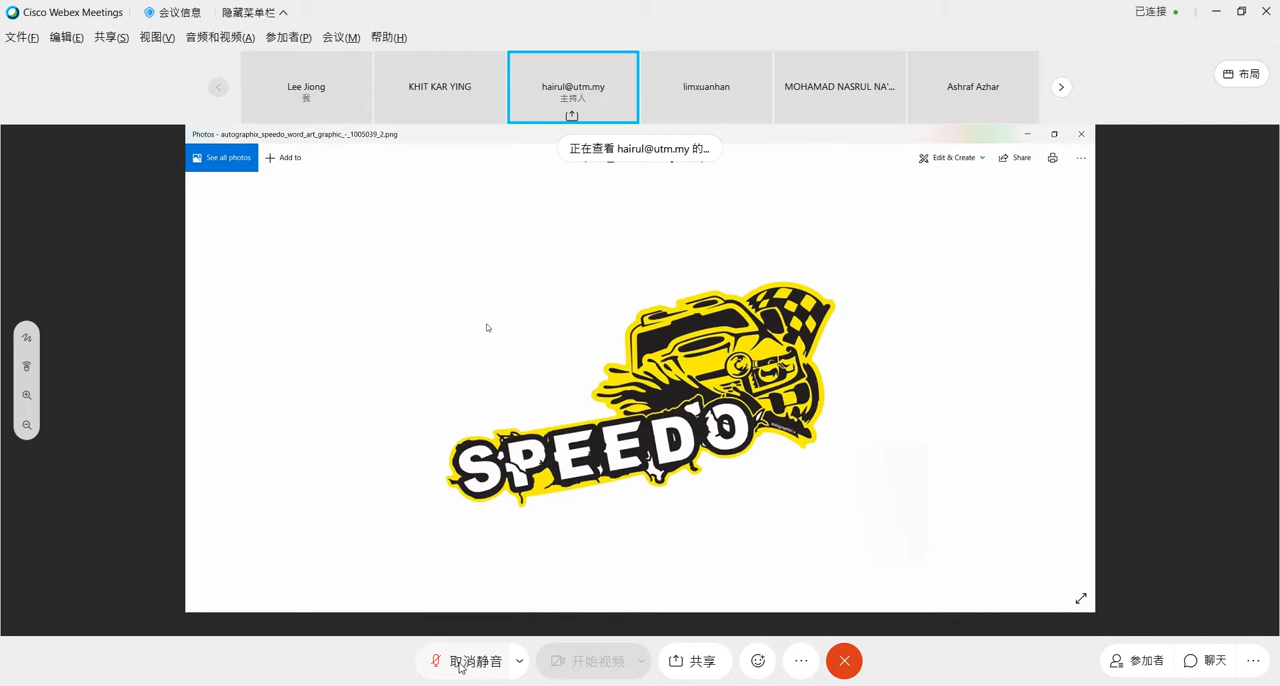 Cisco Webex Meetings 会议信息 隐藏菜单栏 已连接
文件(F) 编辑(E) 共享(S) 视图(V) 音频和视频(A) 参加者(P) 会议(M) 帮助(H)
Lee Jiong
我
KHIT KAR YING
hairul@utm.my
主持人
limxuanhan
MOHAMAD NASRUL NA'...
Ashraf Azhar
布局
Photos - autographix_speedo_word_art_graphic_-_1005039_2.png
正在查看 hairul@utm.my 的...
See all photos Add to Edit & Create Share
SPEEDO
取消静音 开始视频 共享 参加者 聊天